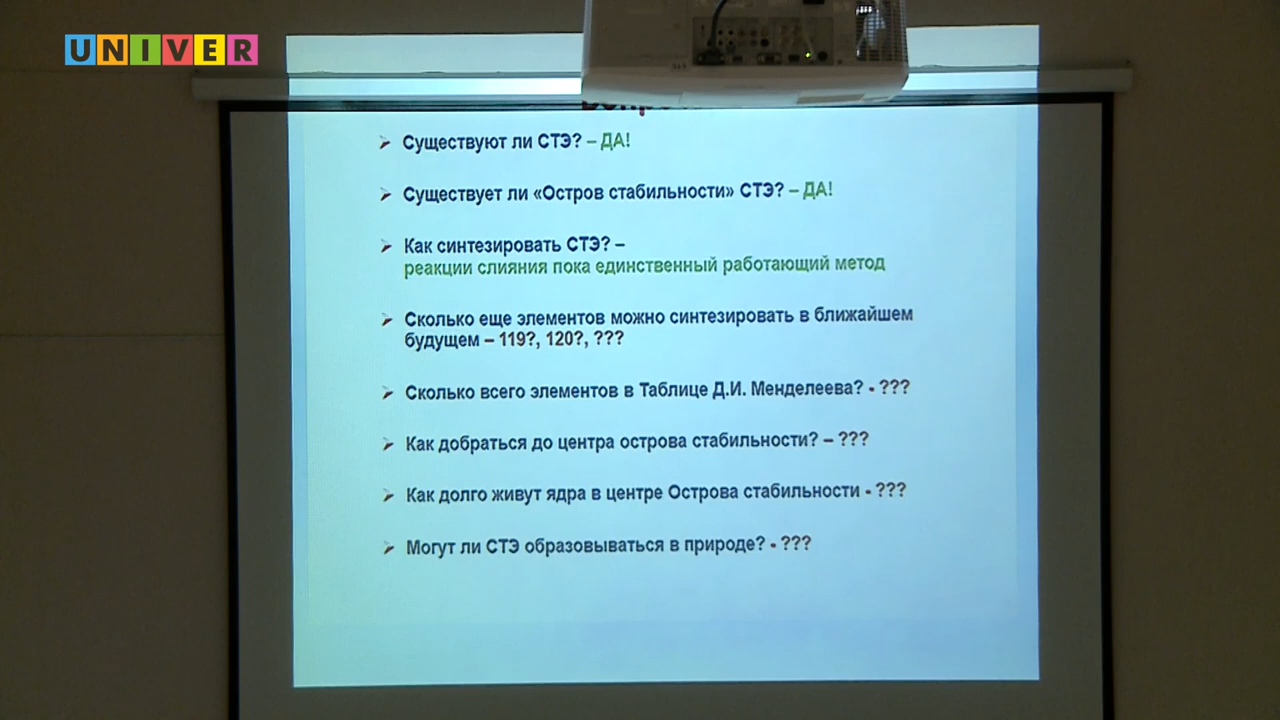 UNIVER
Существуют ли СТЭ? – ДА!
Существует ли «Остров стабильности» СТЭ? – ДА!
Как синтезировать СТЭ? –
реакции слияния пока единственный работающий метод
Сколько еще элементов можно синтезировать в ближайшем
будущем – 119?, 120?, ???
Сколько всего элементов в Таблице Д.И. Менделеева? - ???
Как добраться до центра острова стабильности? – ???
Как долго живут ядра в центре Острова стабильности - ???
Могут ли СТЭ образовываться в природе? - ???